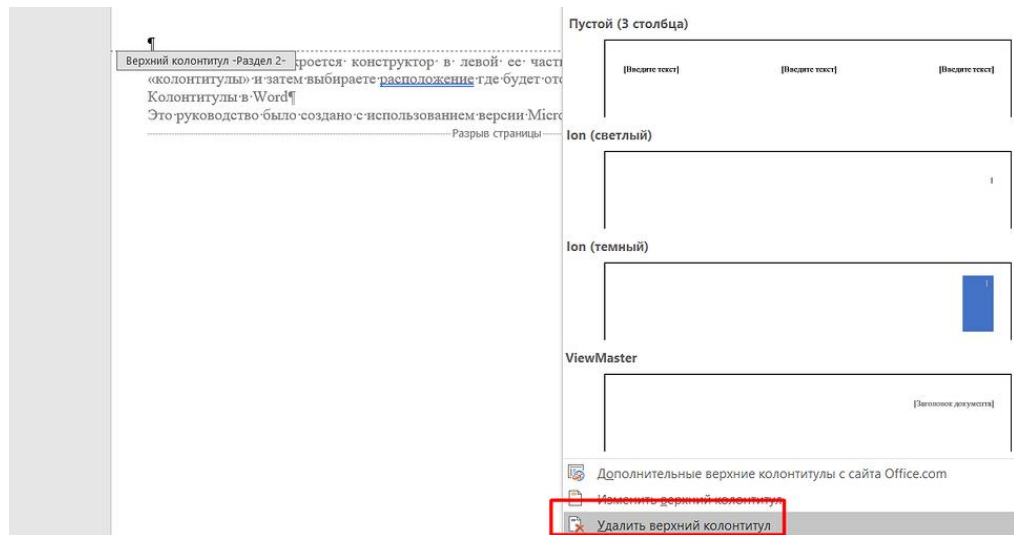 ¶
Верхний колонтитул -Раздел 2-
кроется· конструктор· в· левой· ее· част
«колонтитулы»·и·затем·выбираете·расположение·где·будет·ото
Колонтитулы·в·Word¶
Это·руководство·было·создано·с·использованием·версии·Micro
Разрыв страницы
Пустой (3 столбца)
[Введите текст] [Введите текст] [Введите текст]
Ion (светлый)
Ion (темный)
ViewMaster
[Заголовок документа]
Дополнительные верхние колонтитулы с сайта Office.com
Изменить верхний колонтитул
Удалить верхний колонтитул